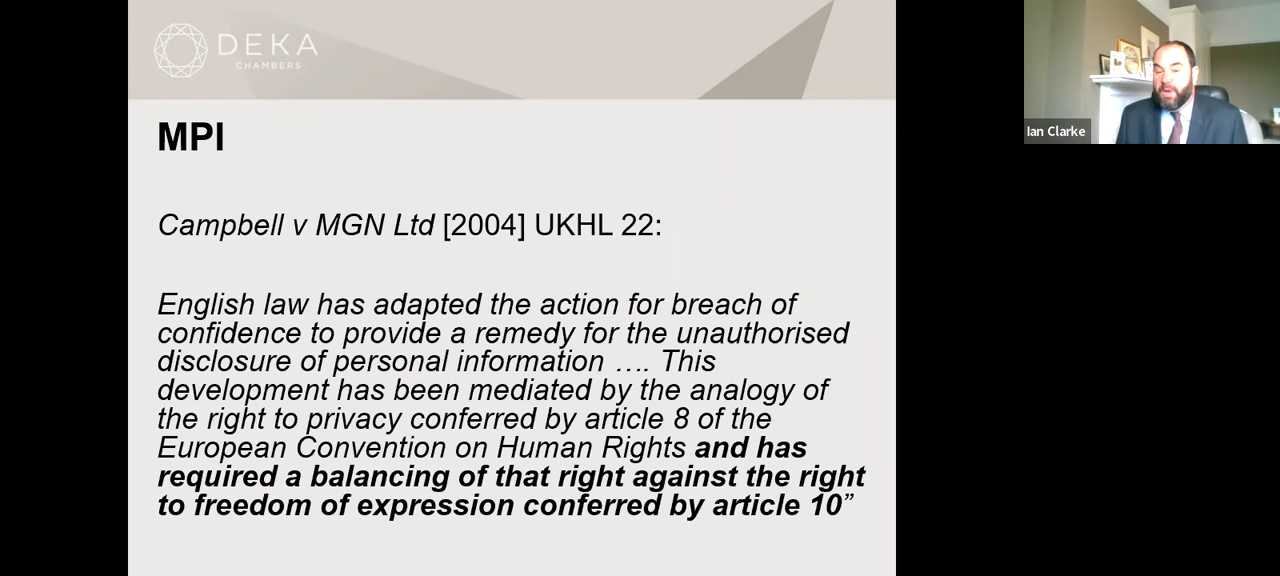 DEKA
CHAMBERS
Ian Clarke
MPI
Campbell v MGN Ltd [2004] UKHL 22:
English law has adapted the action for breach of
confidence to provide a remedy for the unauthorised
disclosure of personal information …. This
development has been mediated by the analogy of
the right to privacy conferred by article 8 of the
European Convention on Human Rights and has
required a balancing of that right against the right
to freedom of expression conferred by article 10”